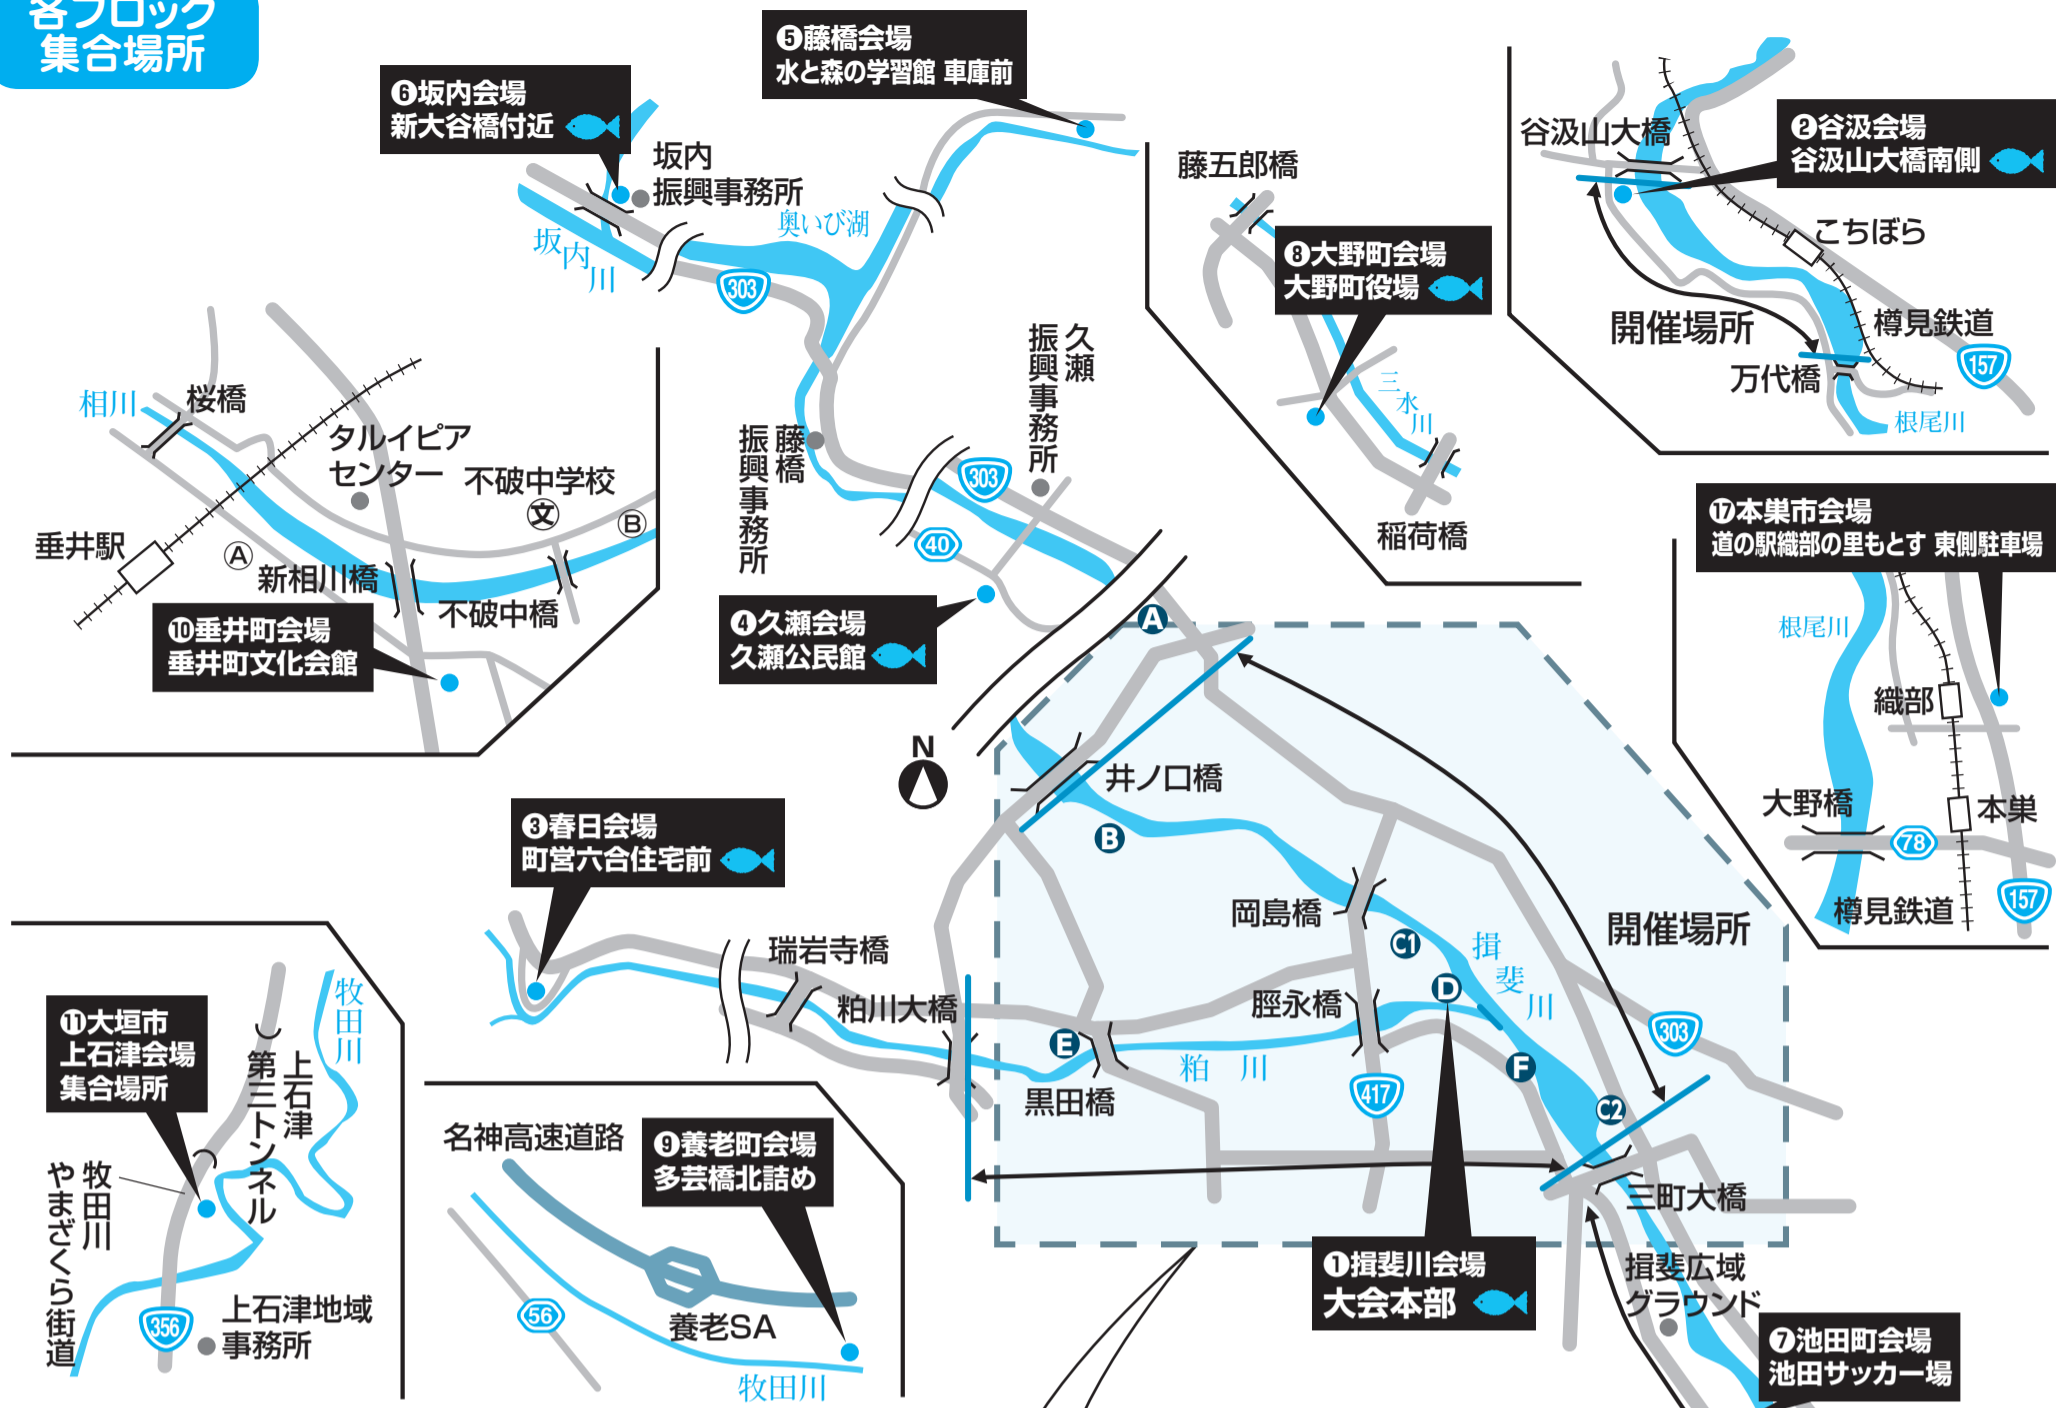 各ブロック
集合場所
❺藤橋会場
水と森の学習館 車庫前
❻坂内会場
新大谷橋付近
坂内
振興事務所
坂内川
奥いび湖
303
藤五郎橋
❽大野町会場
大野町役場
三水川
稲荷橋
谷汲山大橋
❷谷汲会場
谷汲山大橋南側
こちぼら
開催場所
樽見鉄道
157
万代橋
根尾川
相川
桜橋
タルイピア
センター
不破中学校
文
Ⓑ
垂井駅
Ⓐ
新相川橋
不破中橋
❿垂井町会場
垂井町文化会館
藤橋
振興事務所
久瀬
振興事務所
303
40
❹久瀬会場
久瀬公民館
⓱本巣市会場
道の駅織部の里もとす 東側駐車場
根尾川
織部
大野橋
本巣
78
樽見鉄道
157
N
A
井ノ口橋
B
岡島橋
C1
揖斐川
開催場所
D
脛永橋
303
❸春日会場
町営六合住宅前
瑞岩寺橋
粕川大橋
E
黒田橋
粕川
417
F
C2
三町大橋
❶揖斐川会場
大会本部
揖斐広域
グラウンド
❼池田町会場
池田サッカー場
⓫大垣市
上石津会場
集合場所
牧田川
上石津
第三トンネル
牧田川
やまざくら街道
356
上石津地域
事務所
名神高速道路
❾養老町会場
多芸橋北詰め
56
養老SA
牧田川